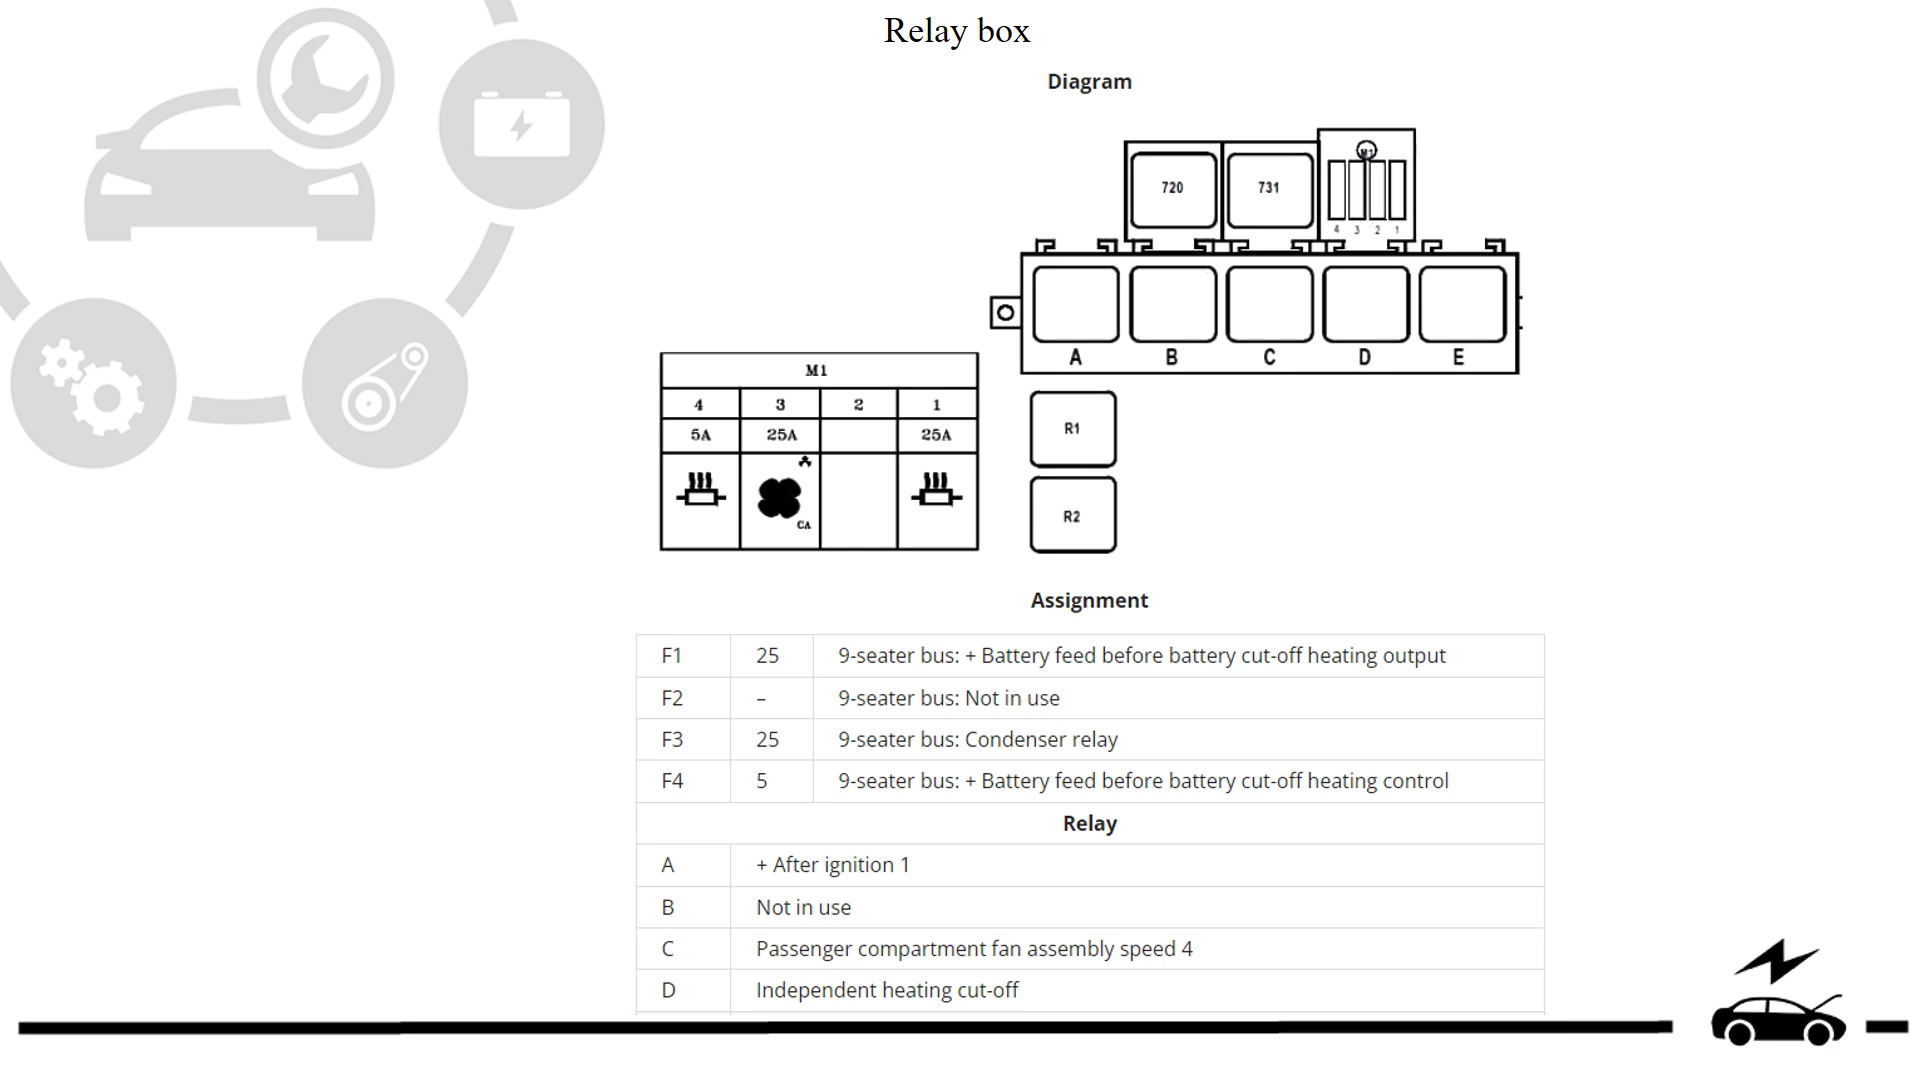 Relay box
Diagram
M1
720 731
4 3 2 1
A B C D E
M1
4 3 2 1
5A 25A 25A
CA
R1
R2
Assignment
F1 25 9-seater bus: + Battery feed before battery cut-off heating output
F2 – 9-seater bus: Not in use
F3 25 9-seater bus: Condenser relay
F4 5 9-seater bus: + Battery feed before battery cut-off heating control
Relay
A + After ignition 1
B Not in use
C Passenger compartment fan assembly speed 4
D Independent heating cut-off